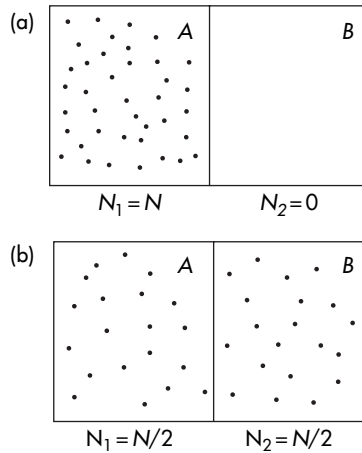 (a)
A B
N₁ = N N₂ = 0
(b)
A B
N₁ = N/2 N₂ = N/2